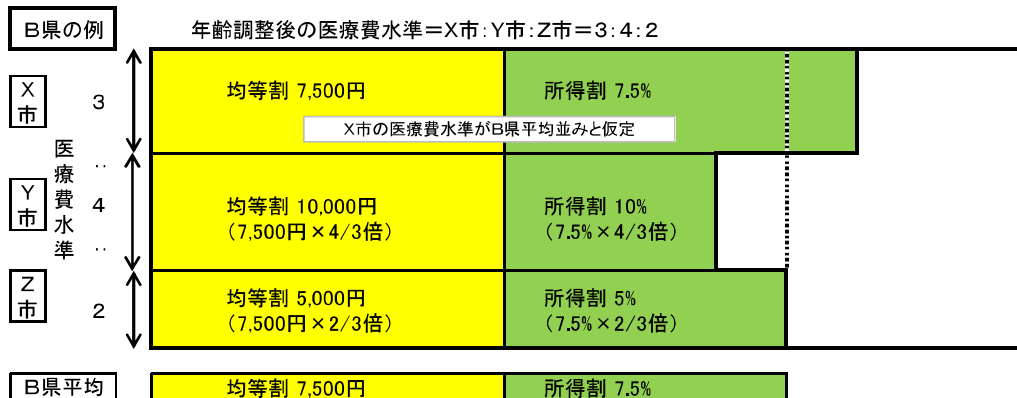 B県の例
年齢調整後の医療費水準=X市:Y市:Z市=3:4:2
X市
3
均等割 7,500円
所得割 7.5%
X市の医療費水準がB県平均並みと仮定
医療費水準
‥
Y市
4
均等割 10,000円
(7,500円×4/3倍)
所得割 10%
(7.5%×4/3倍)
‥
Z市
2
均等割 5,000円
(7,500円×2/3倍)
所得割 5%
(7.5%×2/3倍)
B県平均
均等割 7,500円
所得割 7.5%